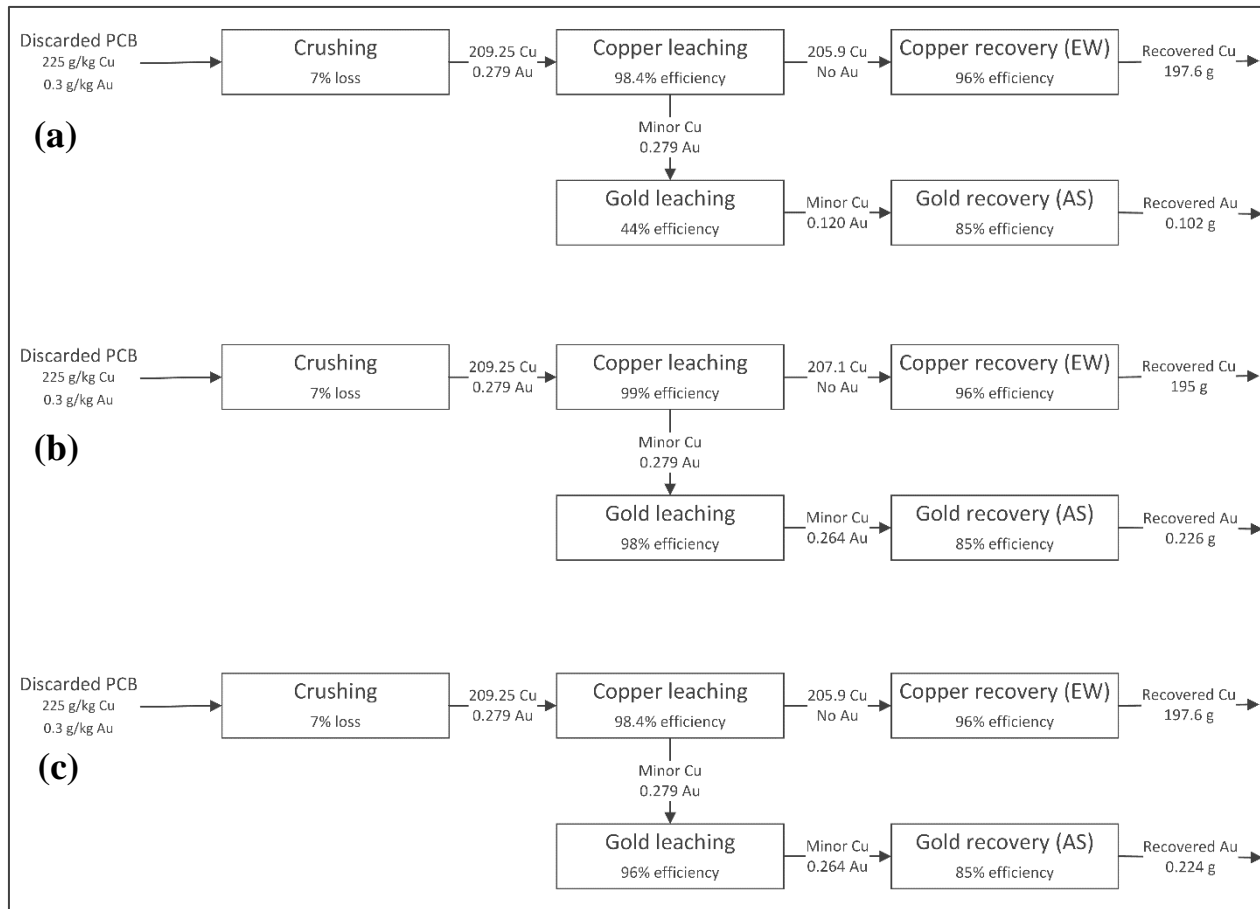 Discarded PCB
225 g/kg Cu
0.3 g/kg Au
Crushing
7% loss
209.25 Cu
0.279 Au
Copper leaching
98.4% efficiency
205.9 Cu
No Au
Copper recovery (EW)
96% efficiency
Recovered Cu
197.6 g
(a)
Minor Cu
0.279 Au
Gold leaching
44% efficiency
Minor Cu
0.120 Au
Gold recovery (AS)
85% efficiency
Recovered Au
0.102 g
Discarded PCB
225 g/kg Cu
0.3 g/kg Au
Crushing
7% loss
209.25 Cu
0.279 Au
Copper leaching
99% efficiency
207.1 Cu
No Au
Copper recovery (EW)
96% efficiency
Recovered Cu
195 g
(b)
Minor Cu
0.279 Au
Gold leaching
98% efficiency
Minor Cu
0.264 Au
Gold recovery (AS)
85% efficiency
Recovered Au
0.226 g
Discarded PCB
225 g/kg Cu
0.3 g/kg Au
Crushing
7% loss
209.25 Cu
0.279 Au
Copper leaching
98.4% efficiency
205.9 Cu
No Au
Copper recovery (EW)
96% efficiency
Recovered Cu
197.6 g
(c)
Minor Cu
0.279 Au
Gold leaching
96% efficiency
Minor Cu
0.264 Au
Gold recovery (AS)
85% efficiency
Recovered Au
0.224 g